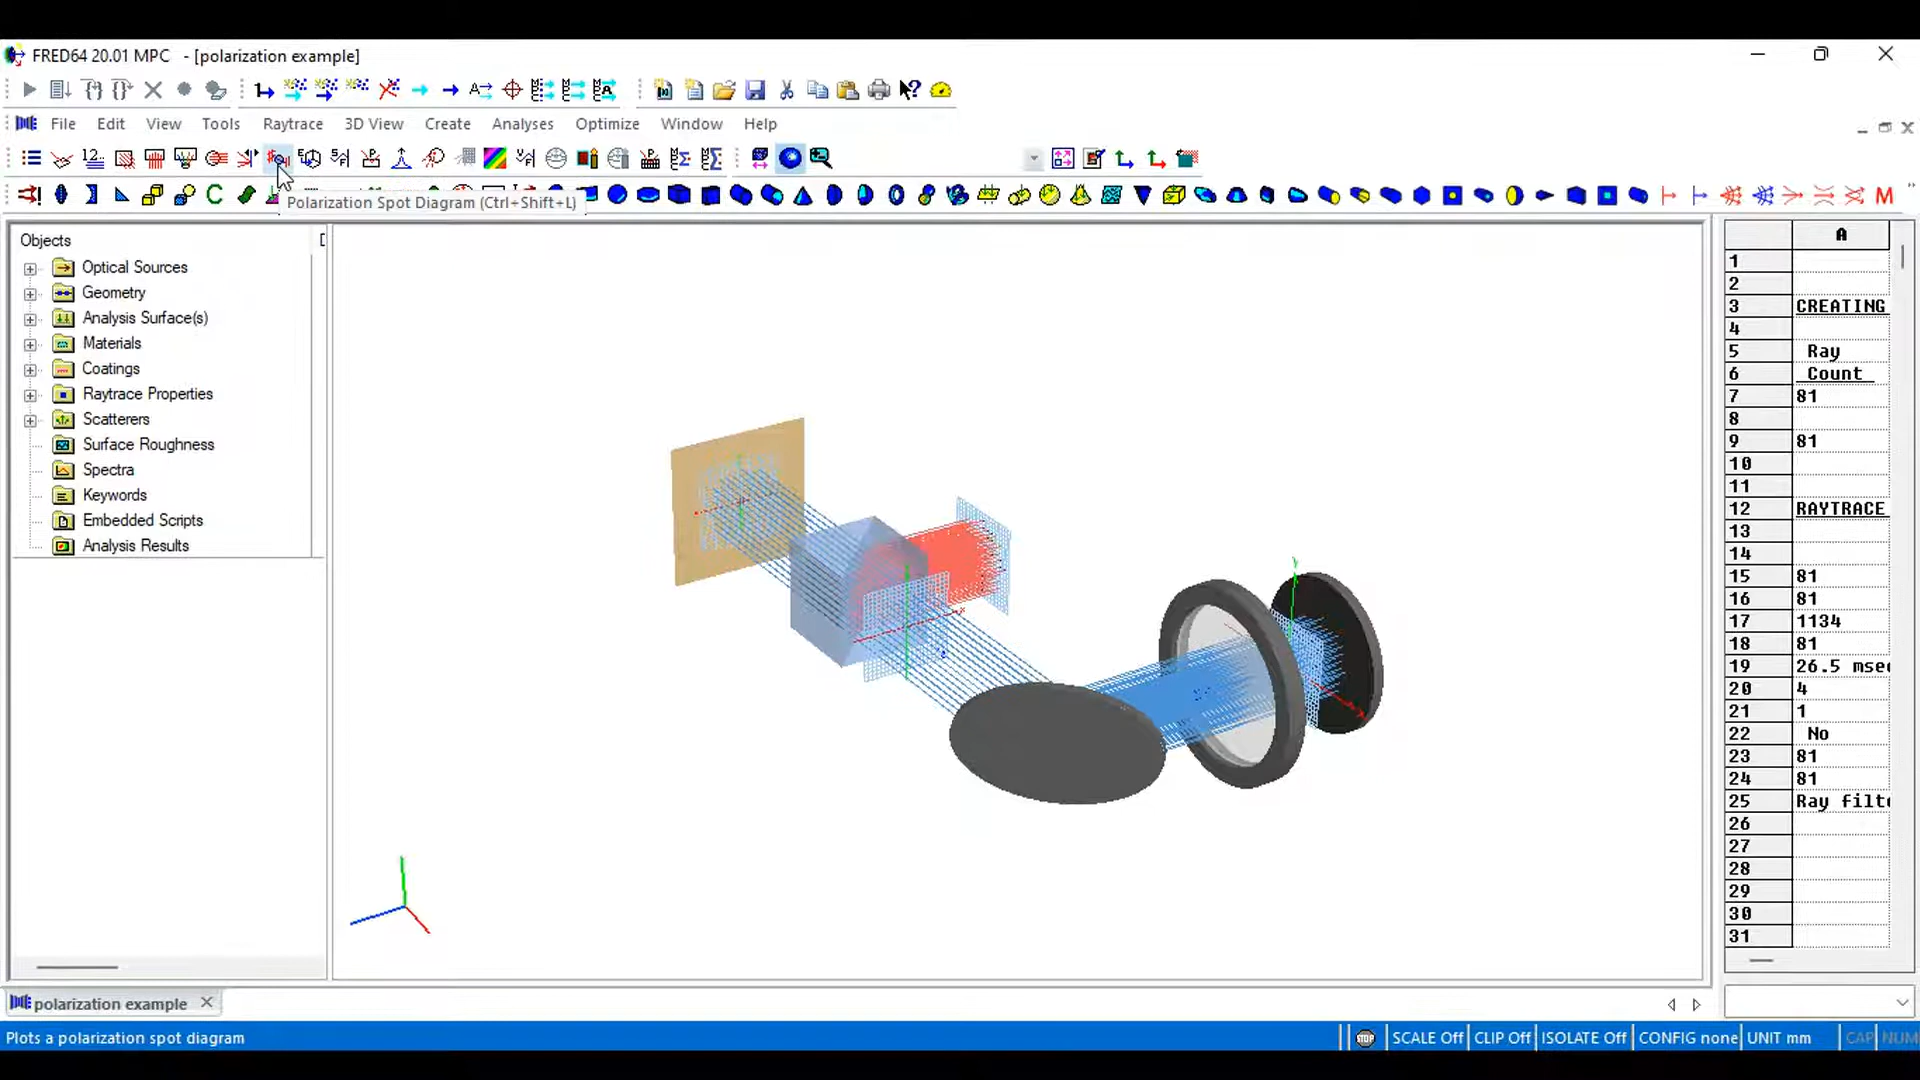 FRED64 20.01 MPC - [polarization example]
File Edit View Tools Raytrace 3D View Create Analyses Optimize Window Help
Polarization Spot Diagram (Ctrl+Shift+L)
Objects
Optical Sources
Geometry
Analysis Surface(s)
Materials
Coatings
Raytrace Properties
Scatterers
Surface Roughness
Spectra
Keywords
Embedded Scripts
Analysis Results
A
1
2
3 CREATING
4
5 Ray
6 Count
7 81
8
9 81
10
11
12 RAYTRACE
13
14
15 81
16 81
17 1134
18 81
19 26.5 msec
20 4
21 1
22 No
23 81
24 81
25 Ray filt
26
27
28
29
30
31
polarization example
Plots a polarization spot diagram
STOP SCALE Off CLIP Off ISOLATE Off CONFIG none UNIT mm CAP NUM